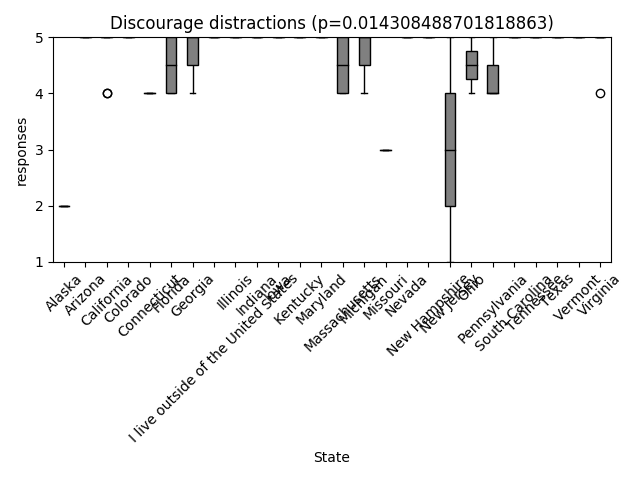 Discourage distractions (p=0.014308488701818863)
responses
5
4
3
2
1
Alaska
Arizona
California
Colorado
Connecticut
Florida
Georgia
I live outside of the United States
Illinois
Indiana
Iowa
Kentucky
Maryland
Massachusetts
Michigan
Missouri
Nevada
New Hampshire
New Jersey
Ohio
Pennsylvania
South Carolina
Tennessee
Texas
Vermont
Virginia
State